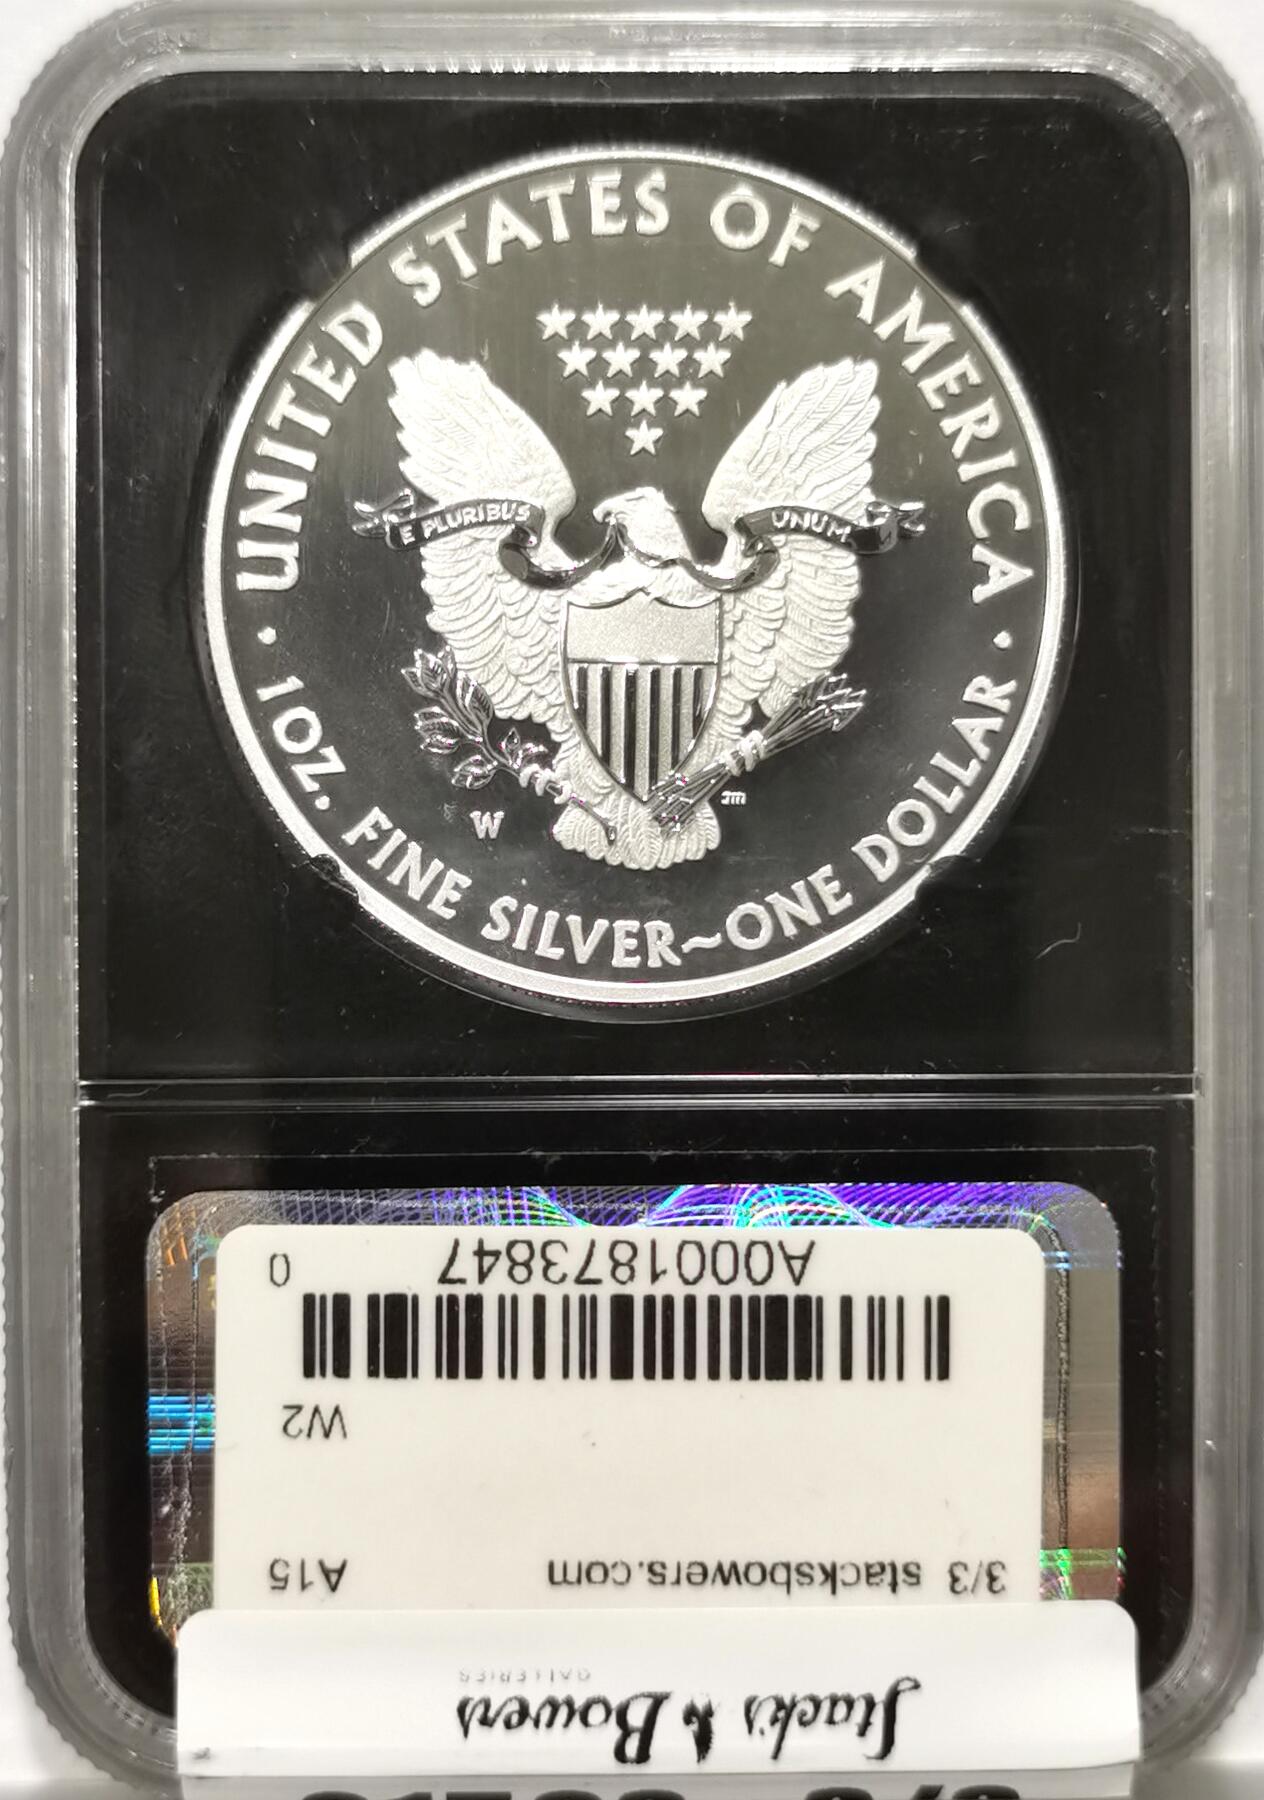 UNITED STATES OF AMERICA
E PLURIBUS UNUM
W
JM
· 1 OZ. FINE SILVER~ONE DOLLAR ·
Stack's Bowers
GALLERIES
3/3 stacksbowers.com A15
W2
A0001873847 0